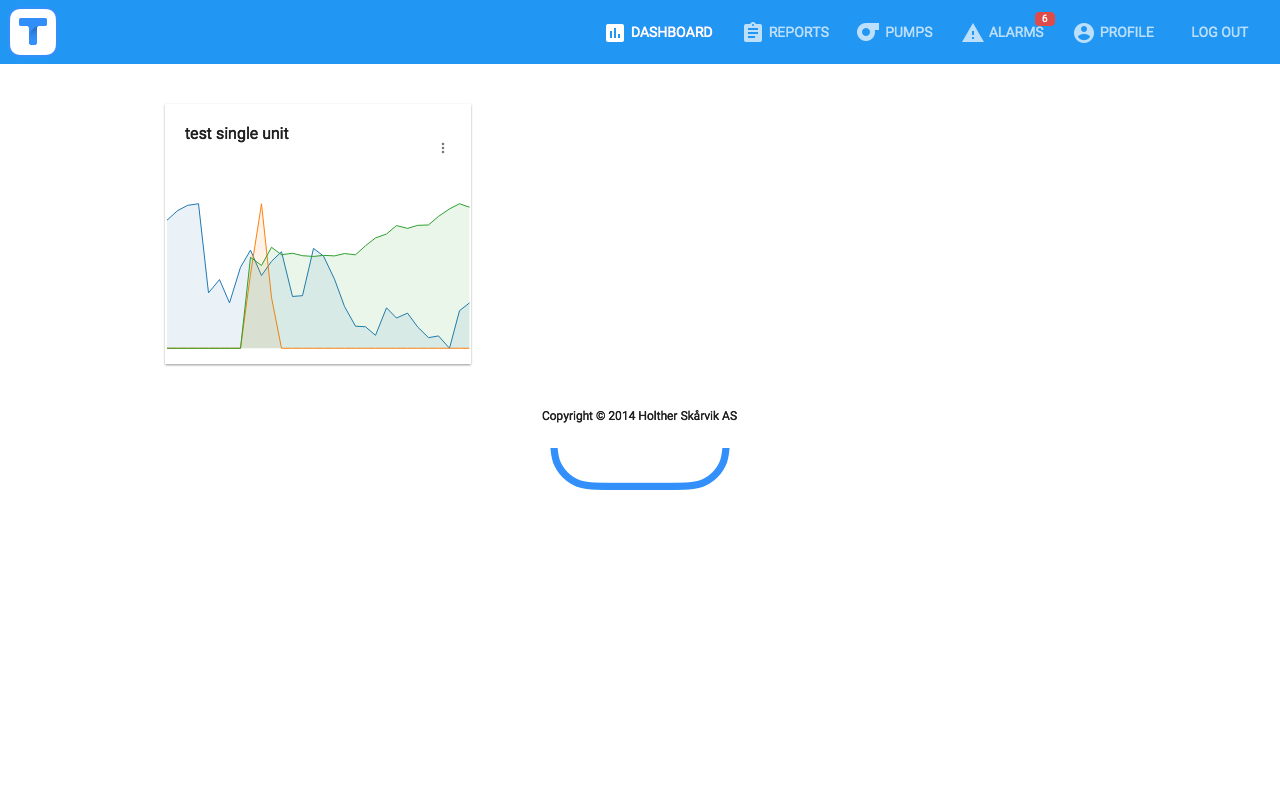 T
DASHBOARD
REPORTS
PUMPS
ALARMS
6
PROFILE
LOG OUT
test single unit
Copyright © 2014 Holther Skårvik AS